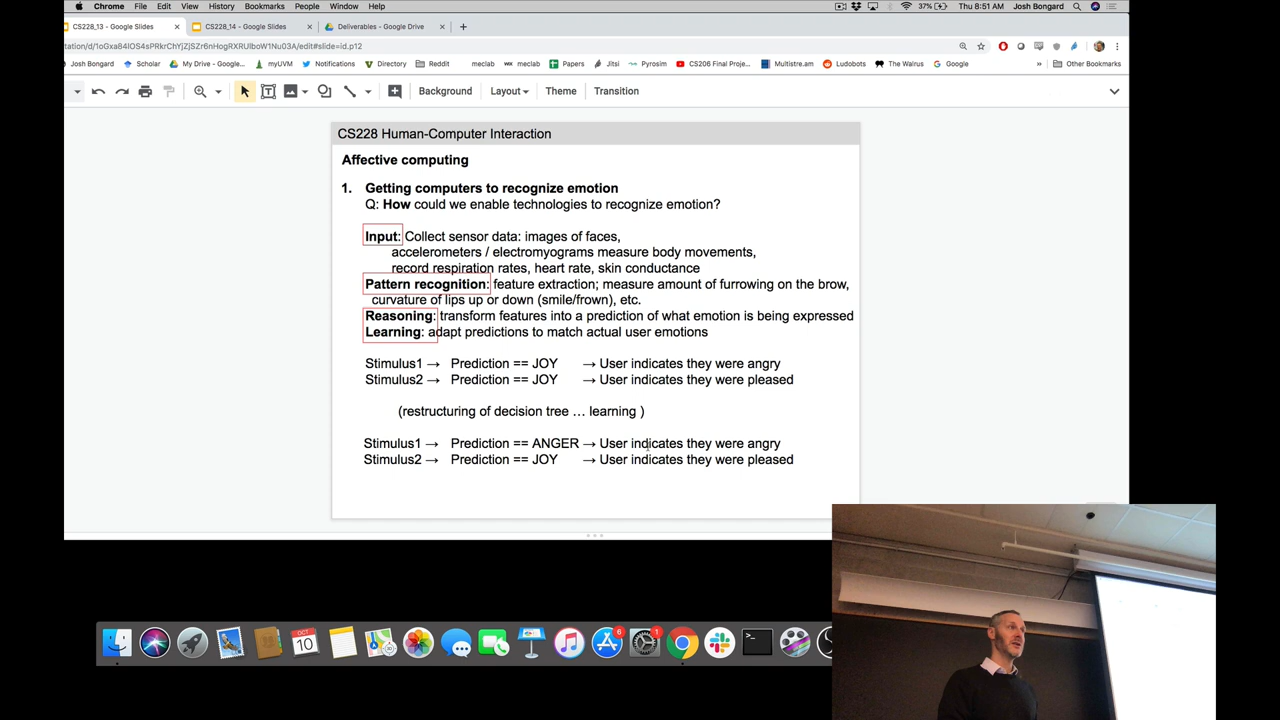 Chrome File Edit View History Bookmarks People Window Help 37% Thu 8:51 AM Josh Bongard
CS228_13 - Google Slides CS228_14 - Google Slides Deliverables - Google Drive
Josh Bongard Scholar My Drive - Google... myUVM Notifications Directory Reddit meclab meclab Papers Jitsi Pyrosim CS206 Final Proje... Multistre.am Ludobots The Walrus Google » Other Bookmarks
Background Layout Theme Transition
CS228 Human-Computer Interaction
Affective computing
1. Getting computers to recognize emotion
Q: How could we enable technologies to recognize emotion?
Input: Collect sensor data: images of faces,
accelerometers / electromyograms measure body movements,
record respiration rates, heart rate, skin conductance
Pattern recognition: feature extraction; measure amount of furrowing on the brow,
curvature of lips up or down (smile/frown), etc.
Reasoning: transform features into a prediction of what emotion is being expressed
Learning: adapt predictions to match actual user emotions
Stimulus1 → Prediction == JOY → User indicates they were angry
Stimulus2 → Prediction == JOY → User indicates they were pleased
(restructuring of decision tree … learning )
Stimulus1 → Prediction == ANGER → User indicates they were angry
Stimulus2 → Prediction == JOY → User indicates they were pleased
OCT
10
6
1